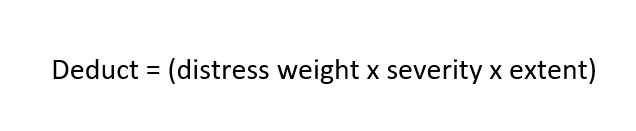 Deduct = (distress weight x severity x extent)